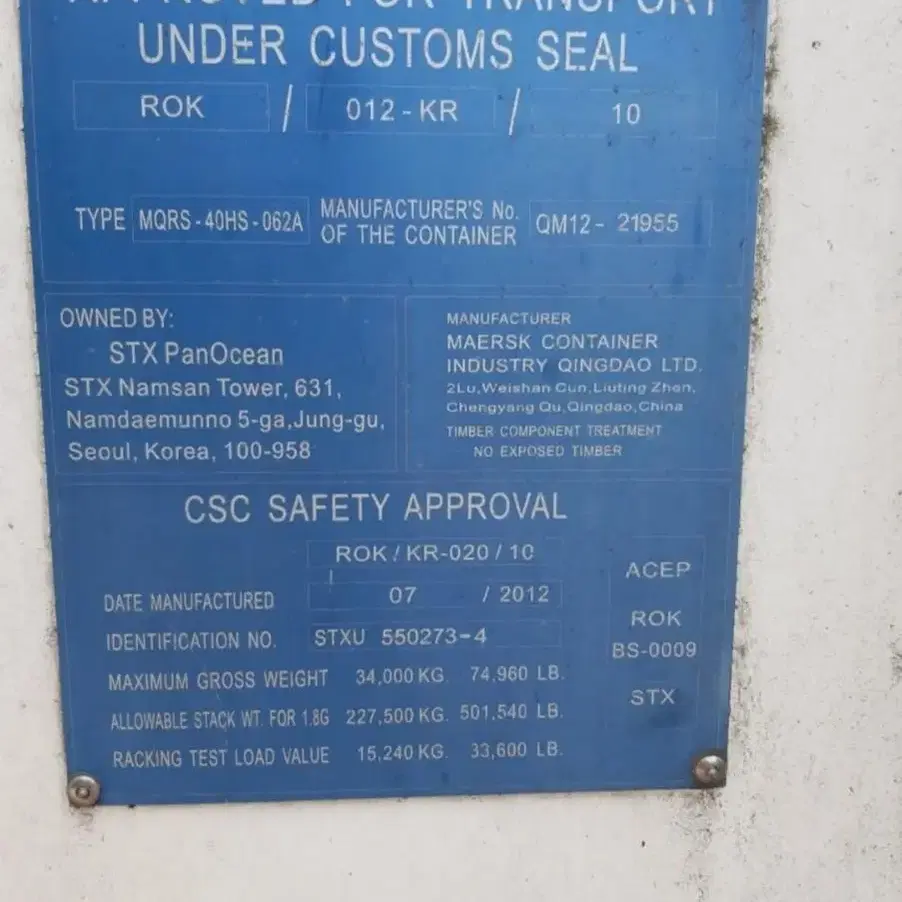 APPROVED FOR TRANSPORT
UNDER CUSTOMS SEAL
ROK / 012-KR / 10
TYPE MQRS-40HS-062A MANUFACTURER'S No. OF THE CONTAINER QM12- 21955
OWNED BY:
STX PanOcean
STX Namsan Tower, 631,
Namdaemunno 5-ga,Jung-gu,
Seoul, Korea, 100-958
MANUFACTURER
MAERSK CONTAINER
INDUSTRY QINGDAO LTD.
2Lu,Weishan Cun,Liuting Zhen,
Chengyang Qu,Qingdao,China
TIMBER COMPONENT TREATMENT
NO EXPOSED TIMBER
CSC SAFETY APPROVAL
ROK / KR-020 / 10
DATE MANUFACTURED 07 / 2012
IDENTIFICATION NO. STXU 550273-4
MAXIMUM GROSS WEIGHT 34,000 KG. 74,960 LB.
ALLOWABLE STACK WT. FOR 1.8G 227,500 KG. 501,540 LB.
RACKING TEST LOAD VALUE 15,240 KG. 33,600 LB.
ACEP
ROK
BS-0009
STX